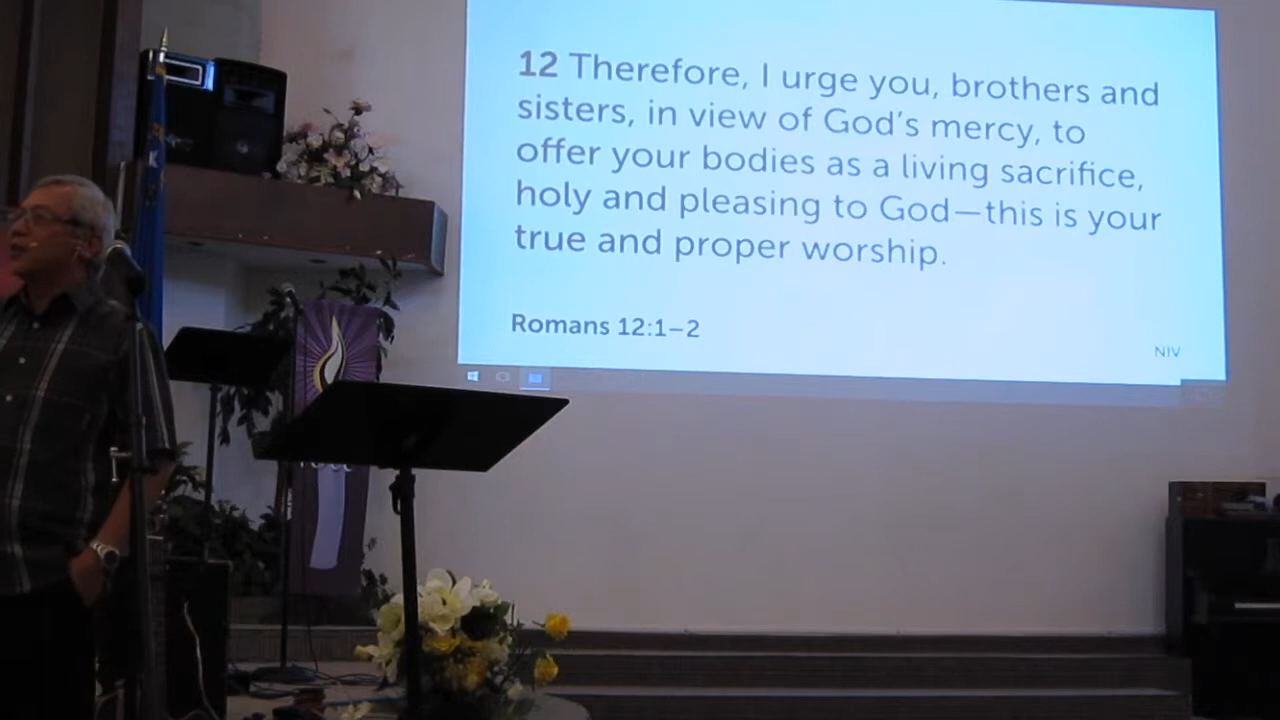 12 Therefore, I urge you, brothers and
sisters, in view of God's mercy, to
offer your bodies as a living sacrifice,
holy and pleasing to God—this is your
true and proper worship.
Romans 12:1–2
NIV